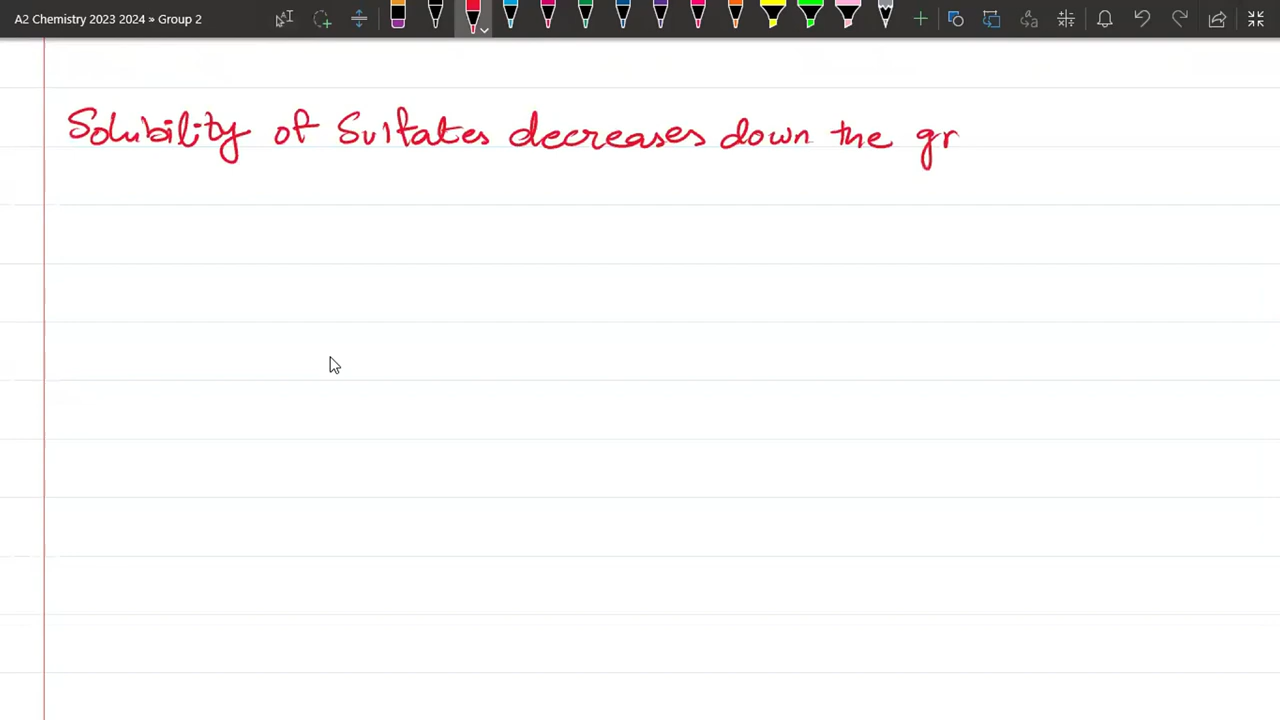 A2 Chemistry 2023 2024 » Group 2
Solubility of Sulfates decreases down the gr